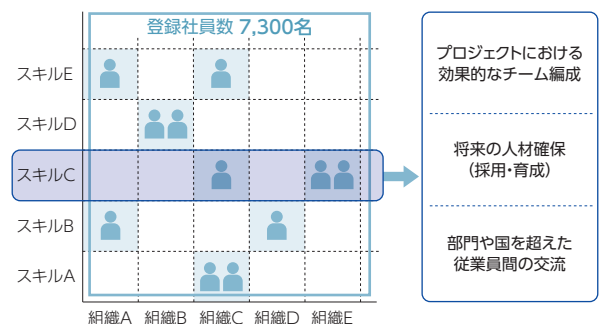 登録社員数 7,300名
スキルE
スキルD
スキルC
スキルB
スキルA
組織A 組織B 組織C 組織D 組織E
プロジェクトにおける
効果的なチーム編成
将来の人材確保
（採用・育成）
部門や国を超えた
従業員間の交流